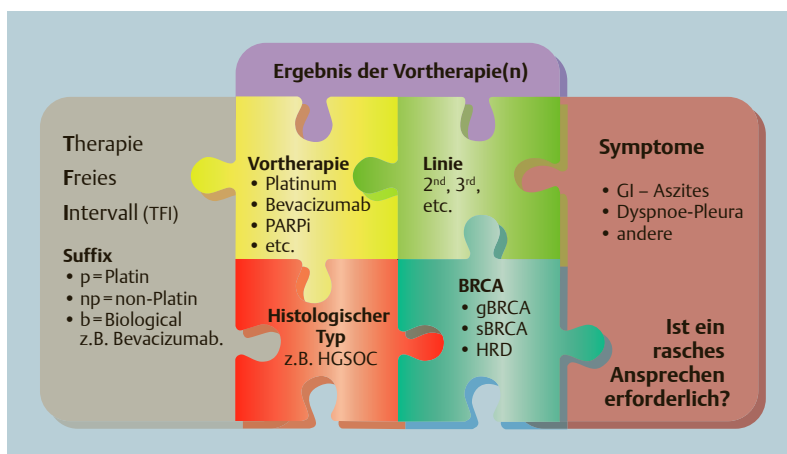 Ergebnis der Vortherapie(n)
Therapie
Freies
Intervall (TFI)
Suffix
• p = Platin
• np = non-Platin
• b = Biological
z.B. Bevacizumab.
Vortherapie
• Platinum
• Bevacizumab
• PARPi
• etc.
Linie
2nd, 3rd,
etc.
Histologischer
Typ
z.B. HGSOC
BRCA
• gBRCA
• sBRCA
• HRD
Symptome
• GI – Aszites
• Dyspnoe-Pleura
• andere
Ist ein
rasches
Ansprechen
erforderlich?